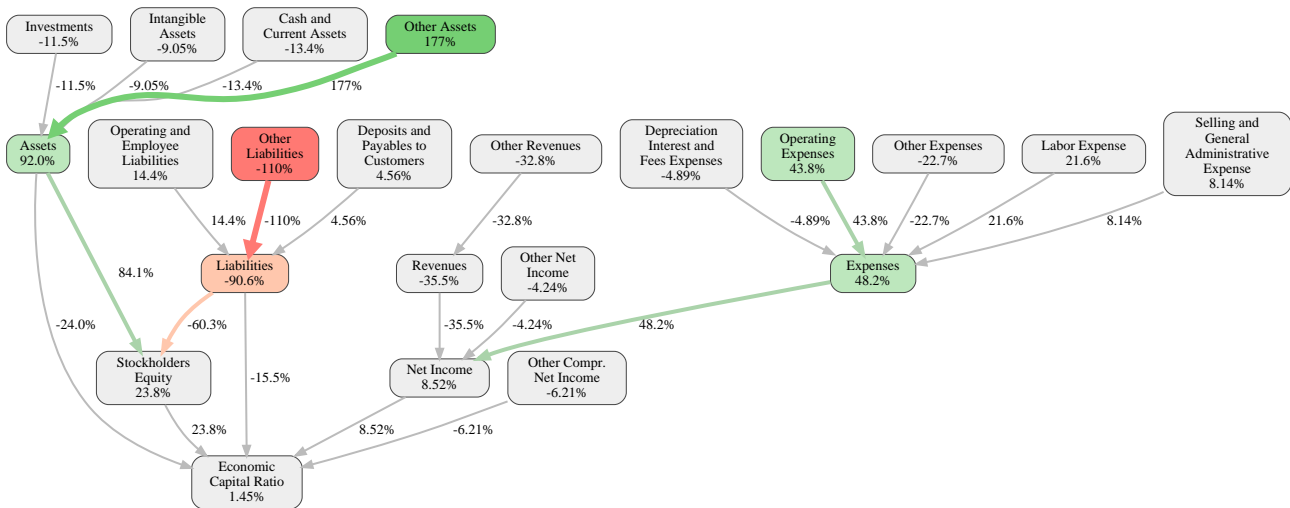 Investments
-11.5%
Intangible
Assets
-9.05%
Cash and
Current Assets
-13.4%
Other Assets
177%
-11.5%
-9.05%
-13.4%
177%
Assets
92.0%
Operating and
Employee
Liabilities
14.4%
Other
Liabilities
-110%
Deposits and
Payables to
Customers
4.56%
Other Revenues
-32.8%
Depreciation
Interest and
Fees Expenses
-4.89%
Operating
Expenses
43.8%
Other Expenses
-22.7%
Labor Expense
21.6%
Selling and
General
Administrative
Expense
8.14%
14.4%
-110%
4.56%
-32.8%
-4.89%
43.8%
-22.7%
21.6%
8.14%
84.1%
Liabilities
-90.6%
Revenues
-35.5%
Other Net
Income
-4.24%
Expenses
48.2%
-24.0%
-60.3%
-15.5%
-35.5%
-4.24%
48.2%
Stockholders
Equity
23.8%
Net Income
8.52%
Other Compr.
Net Income
-6.21%
23.8%
8.52%
-6.21%
Economic
Capital Ratio
1.45%